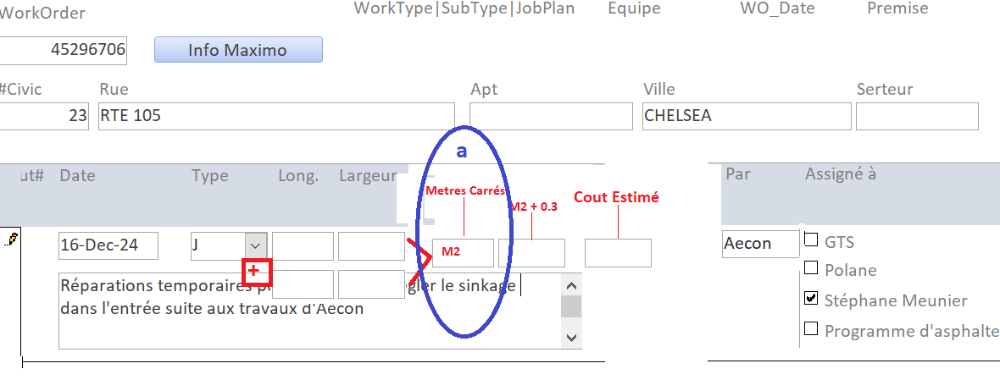 WorkOrder WorkType|SubType|JobPlan Equipe WO_Date Premise
45296706 Info Maximo
#Civic Rue Apt Ville Serteur
23 RTE 105 CHELSEA
a
ut# Date Type Long. Largeur Par Assigné à
Metres Carrés M2 + 0.3 Cout Estimé
16-Dec-24 J M2 Aecon GTS
+
Polane
Réparations temporaires gler le sinkage
dans l'entrée suite aux travaux d'Aecon
Stéphane Meunier
Programme d'asphalte